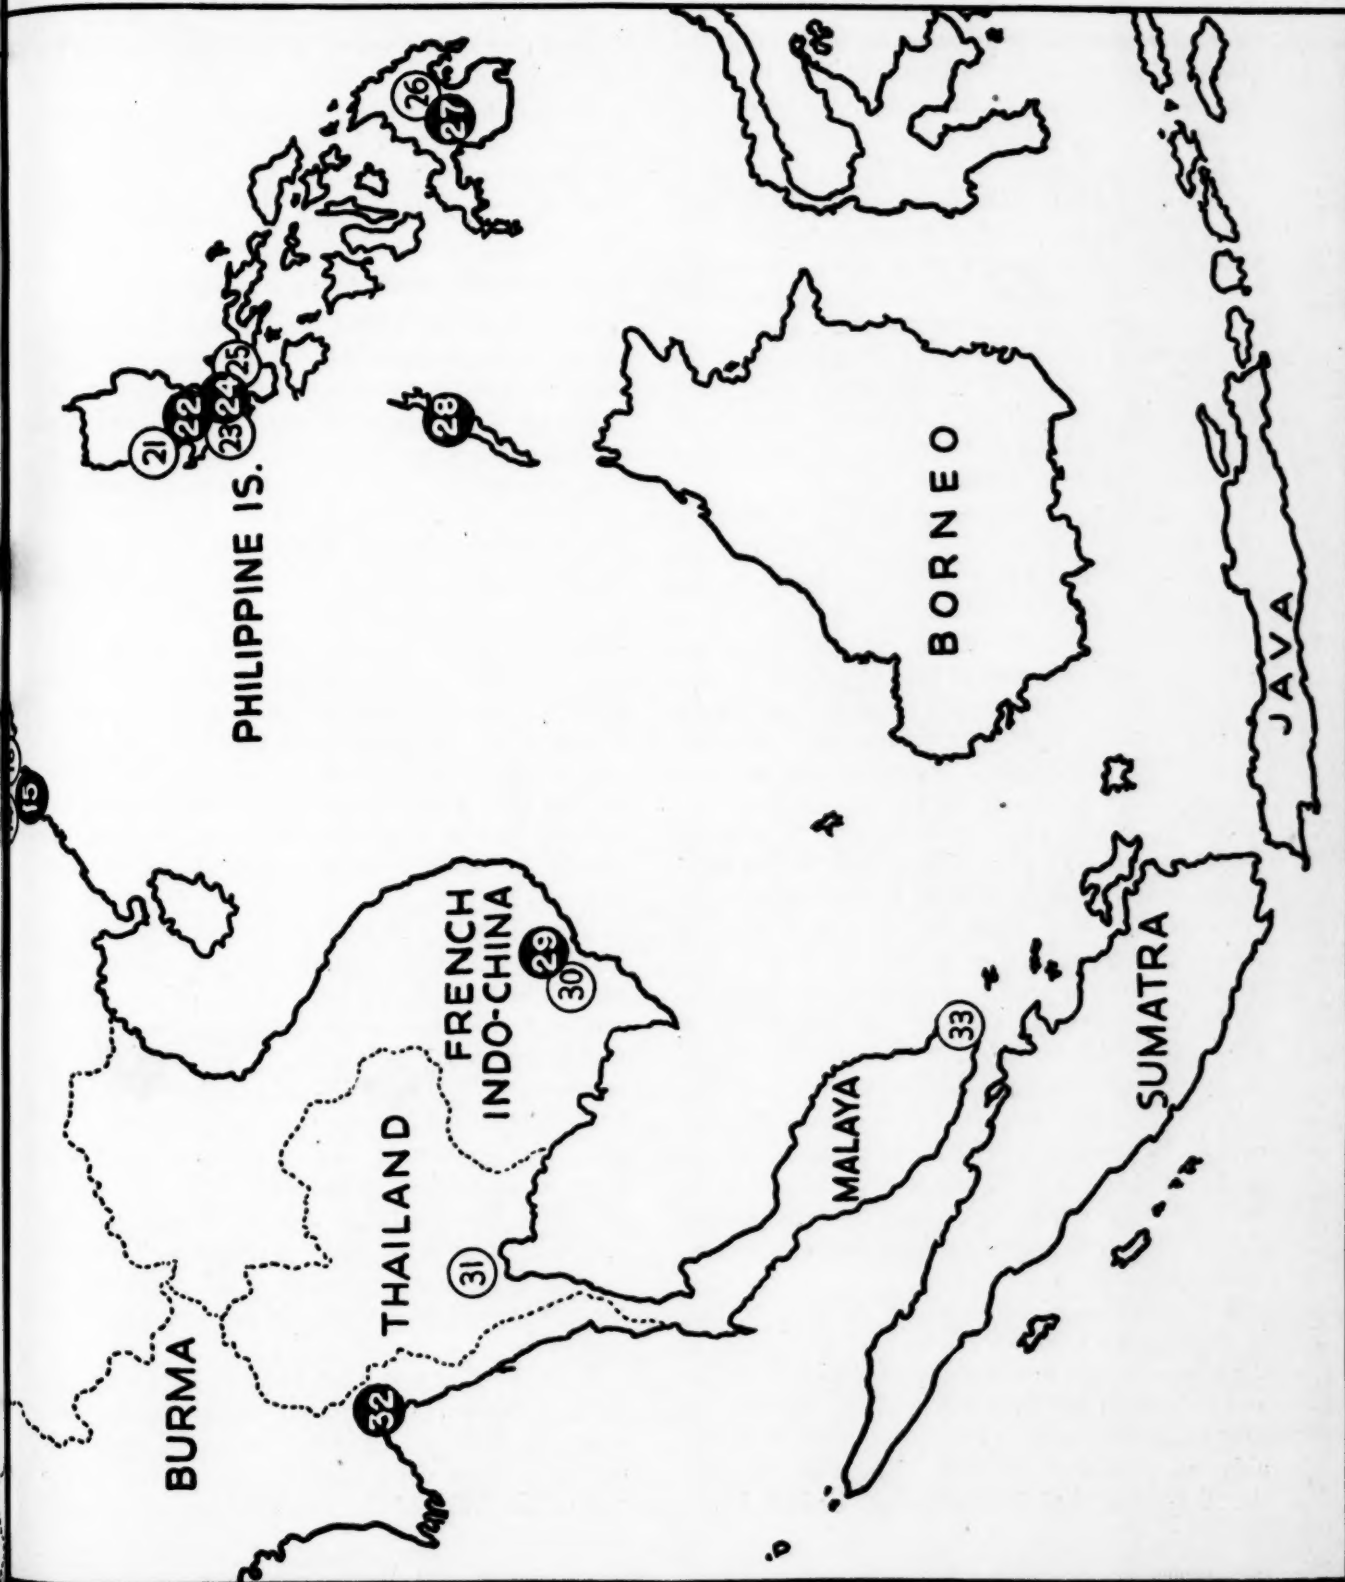 15
21
22
23
24
25
26
27
PHILIPPINE IS.
28
BURMA
32
THAILAND
31
FRENCH
INDO-CHINA
29
30
MALAYA
33
BORNEO
SUMATRA
JAVA